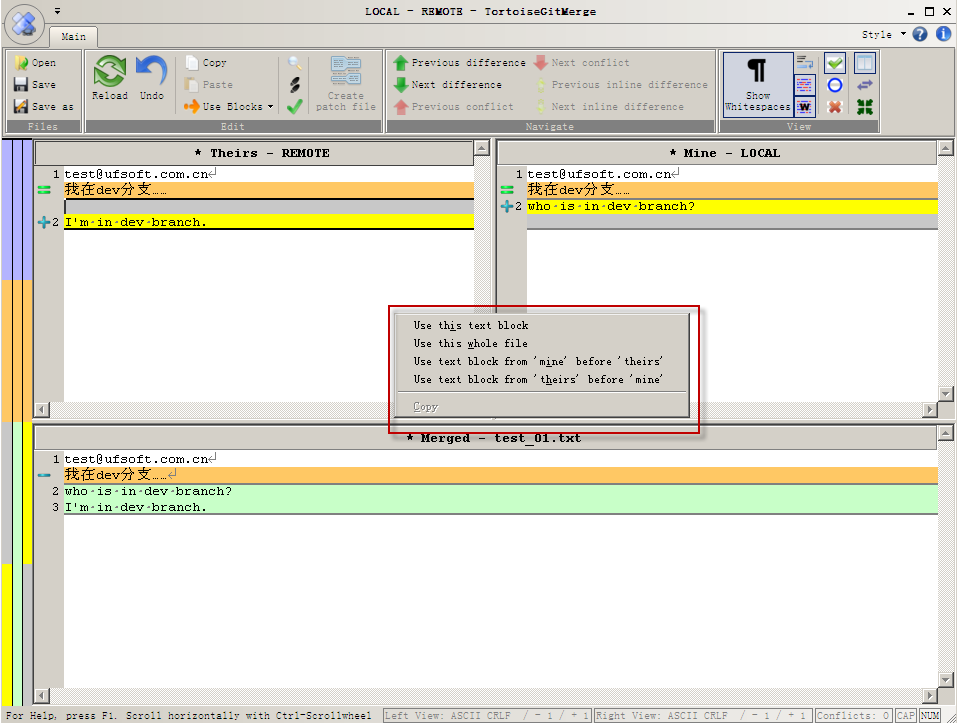 LOCAL - REMOTE - TortoiseGitMerge
Main
Style
Open
Save
Save as
Files
Reload
Undo
Copy
Paste
Use Blocks
Create patch file
Edit
Previous difference
Next difference
Previous conflict
Next conflict
Previous inline difference
Next inline difference
Navigate
Show Whitespaces
View
* Theirs - REMOTE
1 test@ufsoft.com.cn↵
我在dev分支……
2 I'm·in·dev·branch.
* Mine - LOCAL
1 test@ufsoft.com.cn↵
我在dev分支……
2 who·is·in·dev·branch?
Use this text block
Use this whole file
Use text block from 'mine' before 'theirs'
Use text block from 'theirs' before 'mine'
Copy
* Merged - test_01.txt
1 test@ufsoft.com.cn↵
我在dev分支……↵
2 who·is·in·dev·branch?
3 I'm·in·dev·branch.
For Help, press F1. Scroll horizontally with Ctrl-Scrollwheel
Left View: ASCII CRLF / - 1 / + 1
Right View: ASCII CRLF / - 1 / + 1
Conflicts: 0
CAP
NUM